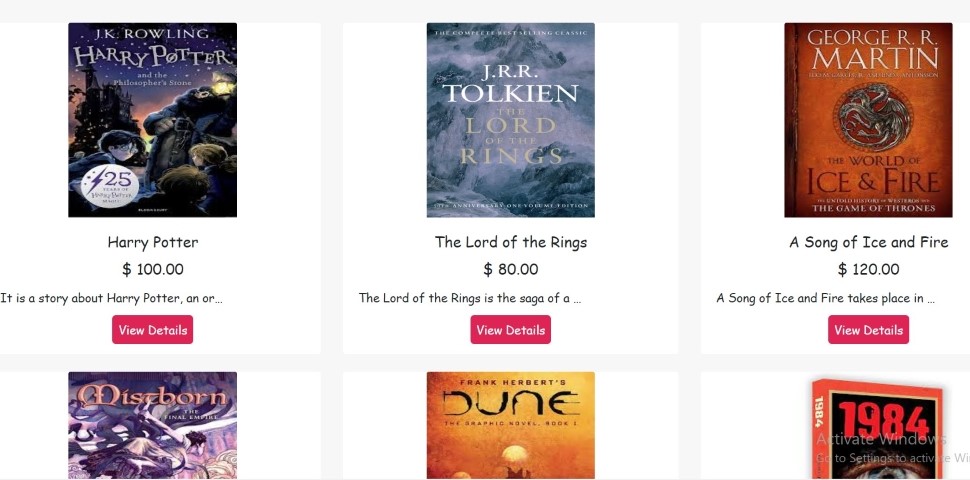 J.K. ROWLING
HARRY POTTER
and the
Philosopher's Stone
25
YEARS OF
Harry Potter
MAGIC
BLOOMSBURY
Harry Potter
$ 100.00
It is a story about Harry Potter, an or...
View Details
THE COMPLETE BEST SELLING CLASSIC
J.R.R.
TOLKIEN
THE
LORD
OF THE
RINGS
50TH ANNIVERSARY ONE VOLUME EDITION
The Lord of the Rings
$ 80.00
The Lord of the Rings is the saga of a ...
View Details
GEORGE R. R.
MARTIN
THE WORLD OF
ICE & FIRE
THE UNTOLD HISTORY OF WESTEROS AND
THE GAME OF THRONES
A Song of Ice and Fire
$ 120.00
A Song of Ice and Fire takes place in ...
View Details
Mistborn
THE
FINAL EMPIRE
FRANK HERBERT'S
DUNE
THE GRAPHIC NOVEL, BOOK 1
1984
1984
Activate Windows
Go to Settings to activate Wi